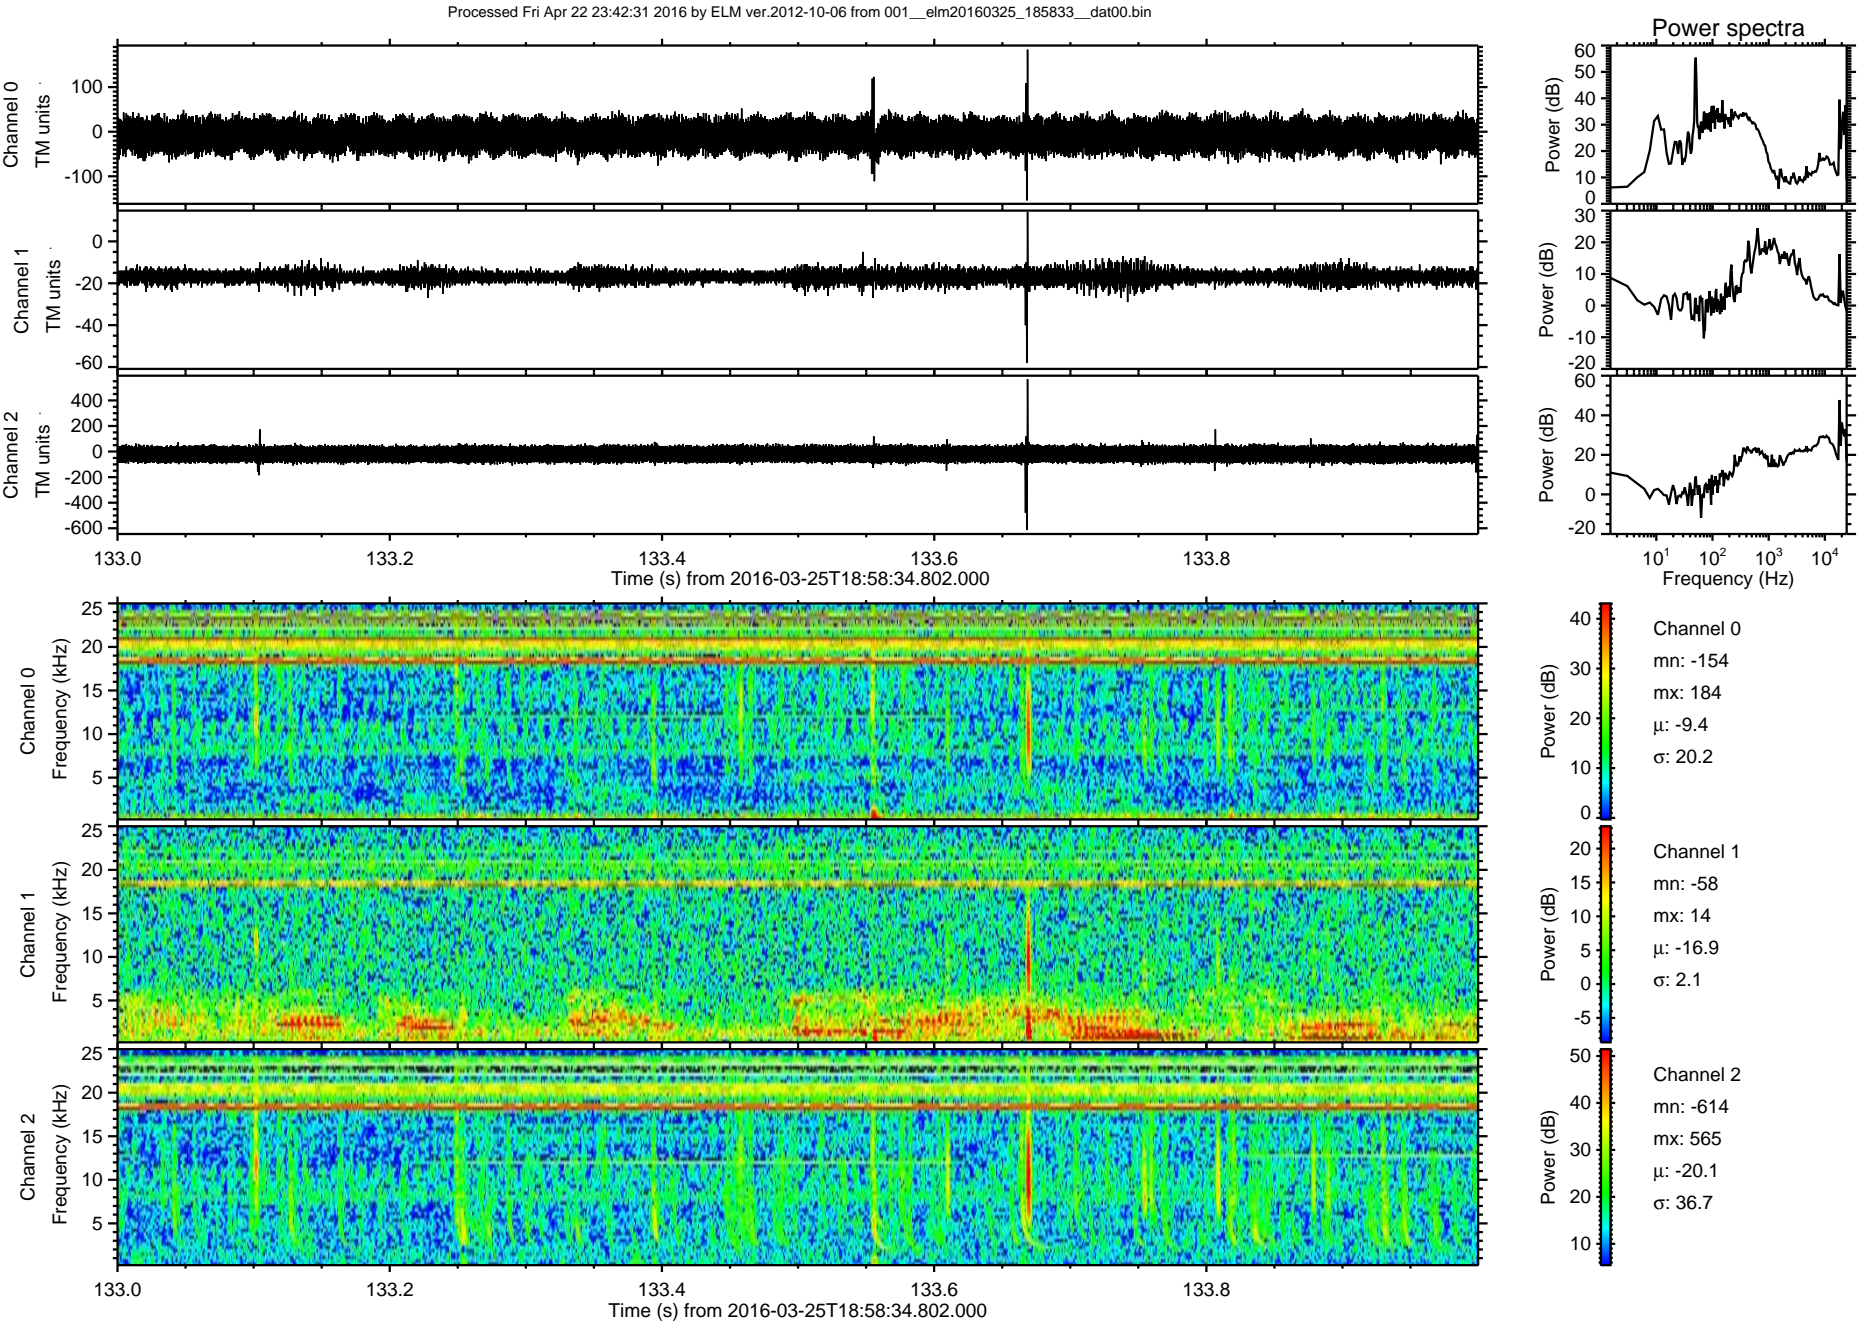 Processed Fri Apr 22 23:42:31 2016 by ELM ver.2012-10-06 from 001__elm20160325_185833__dat00.bin
Power spectra
Channel 0
TM units
100
0
-100
Power (dB)
60
50
40
30
20
10
0
Channel 1
TM units
0
-20
-40
-60
Power (dB)
30
20
10
0
-10
-20
Channel 2
TM units
400
200
0
-200
-400
-600
Power (dB)
60
40
20
0
-20
133.0 133.2 133.4 133.6 133.8
Time (s) from 2016-03-25T18:58:34.802.000
10¹ 10² 10³ 10⁴
Frequency (Hz)
Channel 0
Frequency (kHz)
25
20
15
10
5
Power (dB)
40
30
20
10
0
Channel 0
mn: -154
mx: 184
μ: -9.4
σ: 20.2
Channel 1
Frequency (kHz)
25
20
15
10
5
Power (dB)
20
15
10
5
0
-5
Channel 1
mn: -58
mx: 14
μ: -16.9
σ: 2.1
Channel 2
Frequency (kHz)
25
20
15
10
5
Power (dB)
50
40
30
20
10
Channel 2
mn: -614
mx: 565
μ: -20.1
σ: 36.7
133.0 133.2 133.4 133.6 133.8
Time (s) from 2016-03-25T18:58:34.802.000